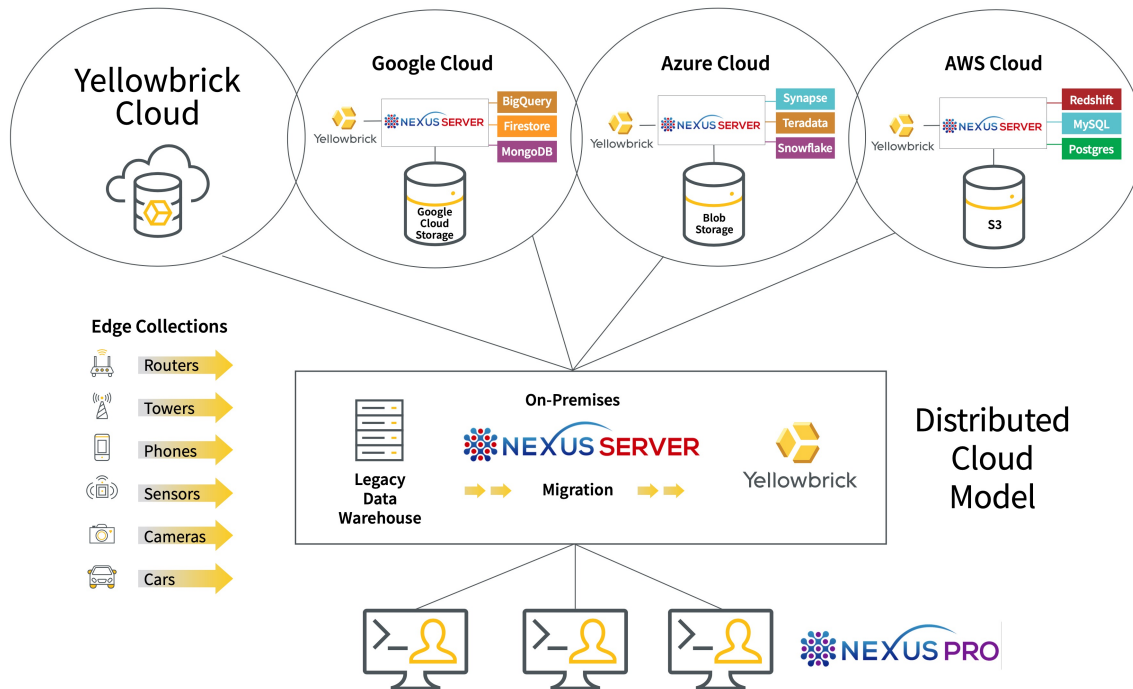 Yellowbrick
Cloud
Google Cloud
Yellowbrick
NEXUS SERVER
BigQuery
Firestore
MongoDB
Google
Cloud
Storage
Azure Cloud
Yellowbrick
NEXUS SERVER
Synapse
Teradata
Snowflake
Blob
Storage
AWS Cloud
Yellowbrick
NEXUS SERVER
Redshift
MySQL
Postgres
S3
Edge Collections
Routers
Towers
Phones
Sensors
Cameras
Cars
On-Premises
Legacy
Data
Warehouse
NEXUS SERVER
Migration
Yellowbrick
Distributed
Cloud
Model
NEXUS PRO